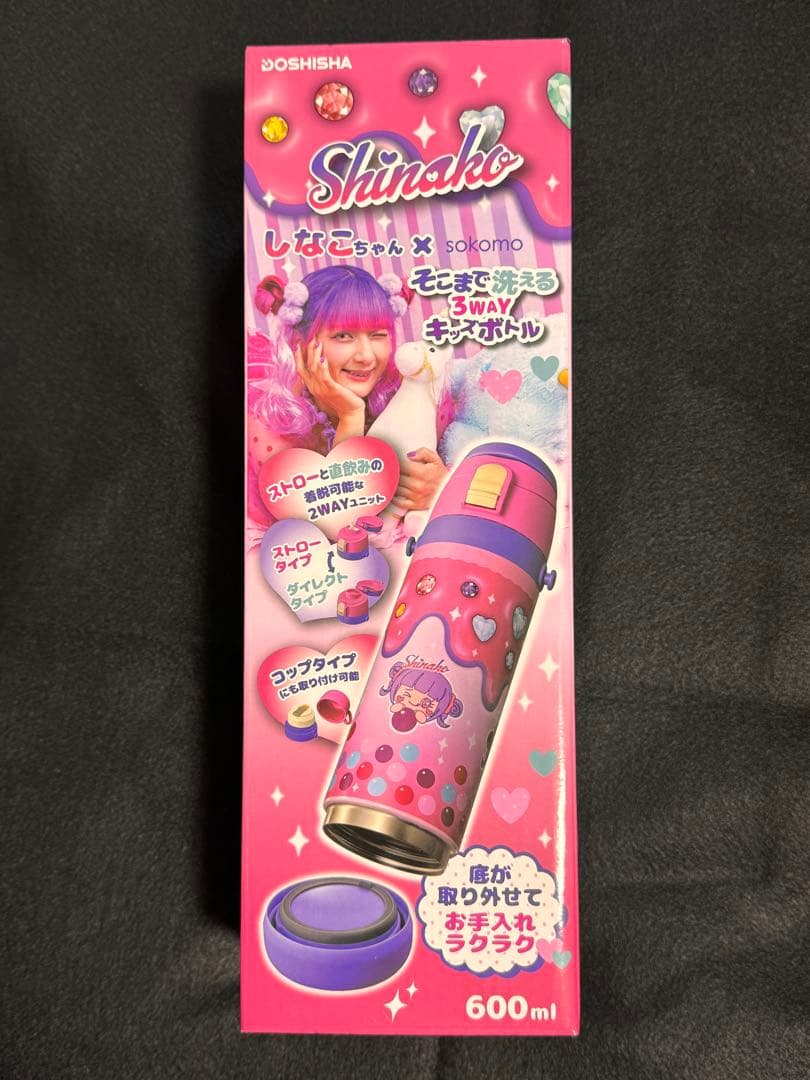 DOSHISHA
Shinako
しなこちゃん × sokomo
そこまで洗える
3WAY
キッズボトル
ストローと直飲みの
着脱可能な
2WAYユニット
ストロー
タイプ
ダイレクト
タイプ
コップタイプ
にも取り付け可能
Shinako
底が
取り外せて
お手入れ
ラクラク
600ml